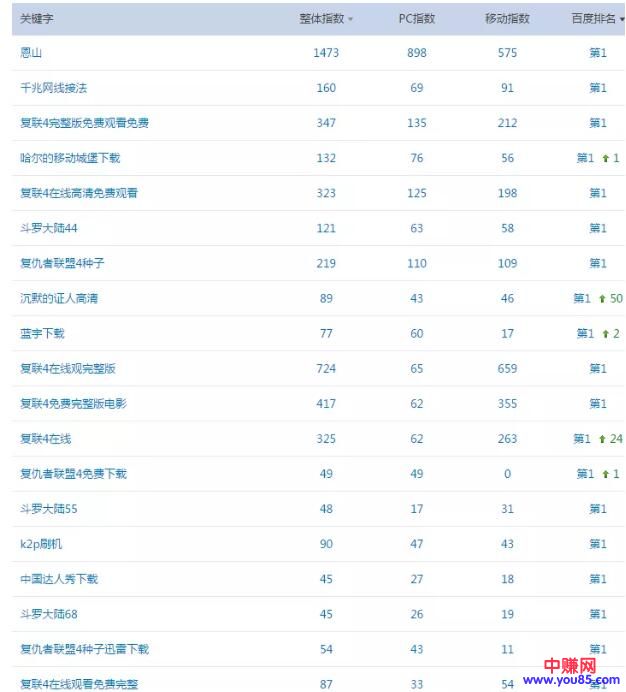 关键字 整体指数 PC指数 移动指数 百度排名
恩山 1473 898 575 第1
千兆网线接法 160 69 91 第1
复联4完整版免费观看免费 347 135 212 第1
哈尔的移动城堡下载 132 76 56 第1 1
复联4在线高清免费观看 323 125 198 第1
斗罗大陆44 121 63 58 第1
复仇者联盟4种子 219 110 109 第1
沉默的证人高清 89 43 46 第1 50
蓝宇下载 77 60 17 第1 2
复联4在线观完整版 724 65 659 第1
复联4免费完整版电影 417 62 355 第1
复联4在线 325 62 263 第1 24
复仇者联盟4免费下载 49 49 0 第1 1
斗罗大陆55 48 17 31 第1
k2p刷机 90 47 43 第1
中国达人秀下载 45 27 18 第1
斗罗大陆68 45 26 19 第1
复仇者联盟4种子迅雷下载 54 43 11 第1
复联4在线观看免费完整 87 33 54 第1
中赚网
www.you85.com